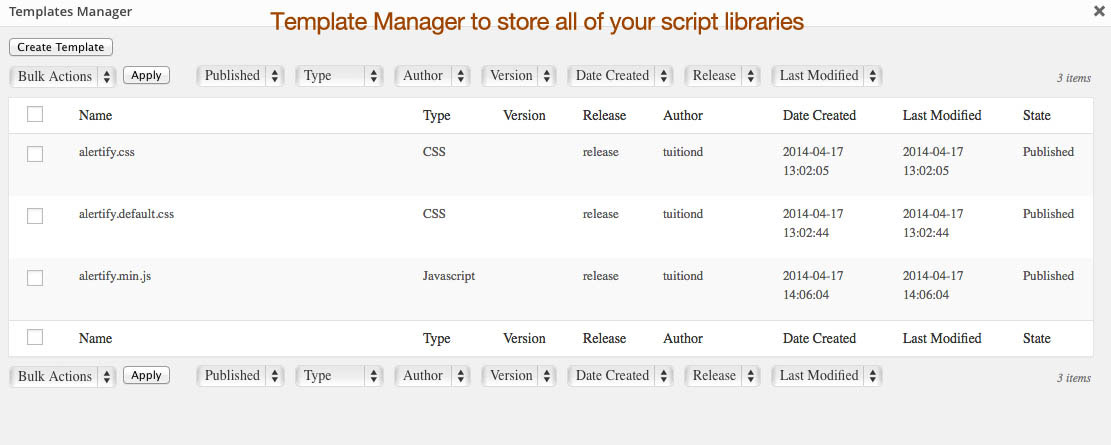 Templates Manager
Template Manager to store all of your script libraries
Create Template
Bulk Actions Apply Published Type Author Version Date Created Release Last Modified 3 items
Name Type Version Release Author Date Created Last Modified State
alertify.css CSS release tuitiond 2014-04-17 2014-04-17 Published
13:02:05 13:02:05
alertify.default.css CSS release tuitiond 2014-04-17 2014-04-17 Published
13:02:44 13:02:44
alertify.min.js Javascript release tuitiond 2014-04-17 2014-04-17 Published
14:06:04 14:06:04
Name Type Version Release Author Date Created Last Modified State
Bulk Actions Apply Published Type Author Version Date Created Release Last Modified 3 items